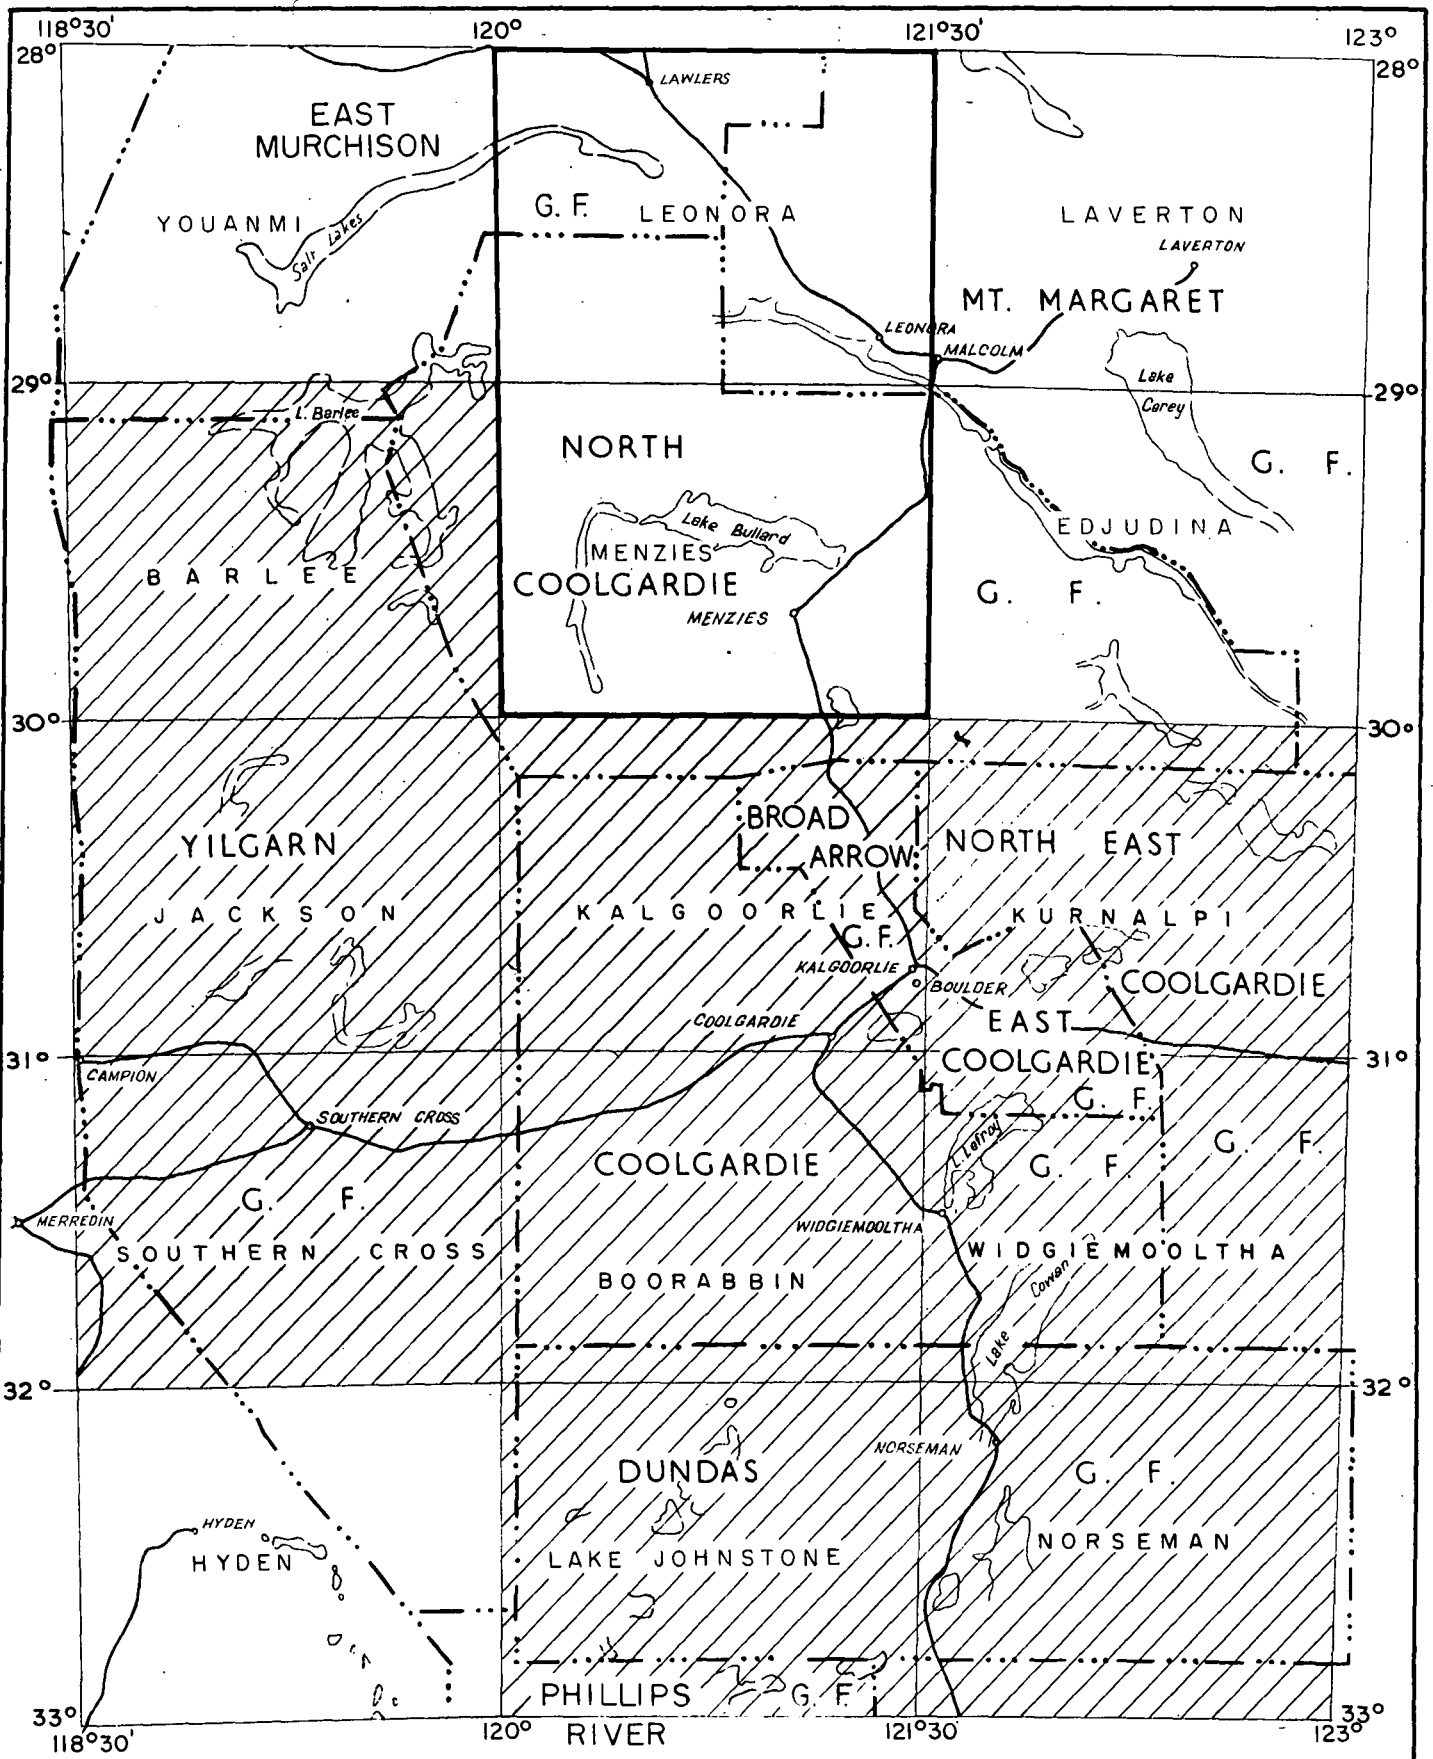 118°30'
120°
121°30'
123°
28°
28°
LAWLERS
EAST
MURCHISON
G. F.
LEONORA
YOUANMI
Salt Lakes
LAVERTON
LAVERTON
MT. MARGARET
LEONORA
MALCOLM
29°
29°
Lake
Carey
L. Barlee
NORTH
G. F.
Lake Bullard
EDJUDINA
MENZIES
BARLEE
COOLGARDIE
G. F.
MENZIES
30°
30°
BROAD
ARROW
NORTH EAST
YILGARN
JACKSON
KALGOORLIE
KURNALPI
G. F.
KALGOORLIE
BOULDER
COOLGARDIE
COOLGARDIE
EAST
COOLGARDIE
31°
31°
CAMPION
G. F.
SOUTHERN CROSS
L. Lefroy
G. F.
COOLGARDIE
G. F.
G. F.
MERREDIN
WIDGIEMOOLTHA
SOUTHERN CROSS
WIDGIEMOOLTHA
BOORABBIN
Lake Cowan
32°
32°
NORSEMAN
DUNDAS
G. F.
HYDEN
HYDEN
LAKE JOHNSTONE
NORSEMAN
PHILLIPS G. F.
RIVER
33°
33°
118°30'
120°
121°30'
123°